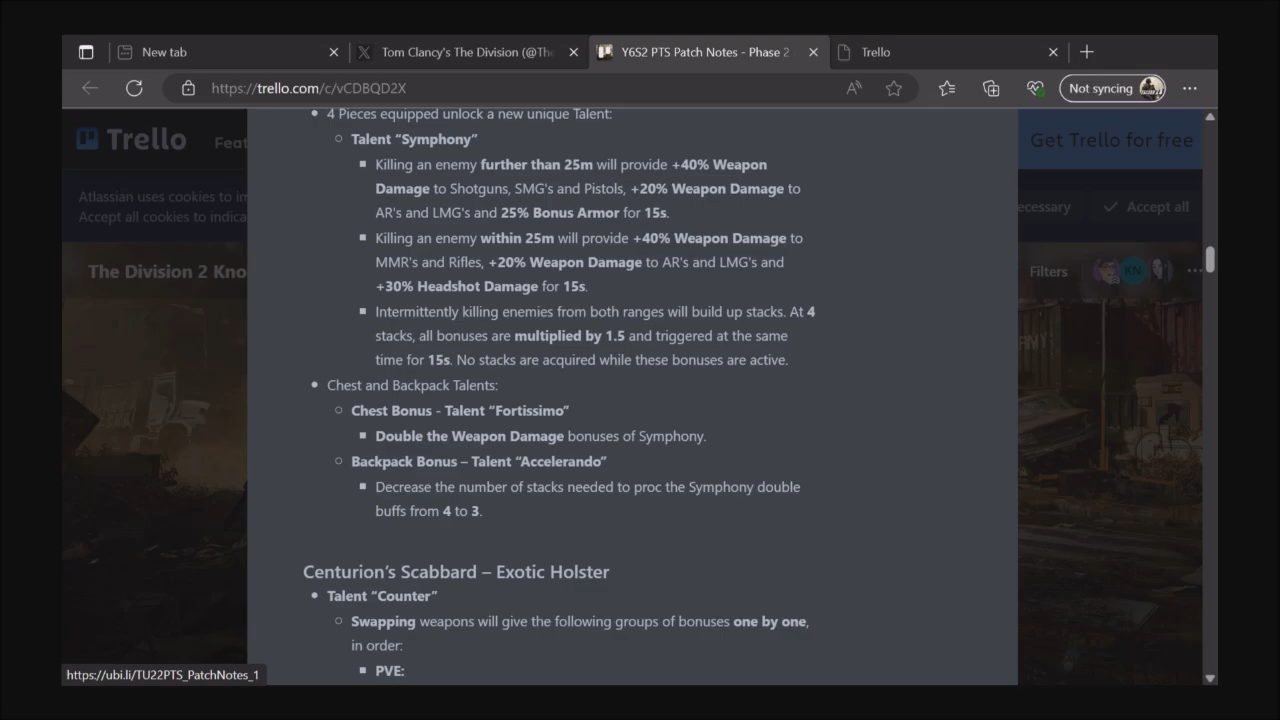 New tab
Tom Clancy's The Division (@The
Y6S2 PTS Patch Notes - Phase 2
Trello
https://trello.com/c/vCDBQD2X
Not syncing
Trello
Feat
Get Trello for free
Atlassian uses cookies to im
Accept all cookies to indica
ecessary
Accept all
The Division 2 Kno
Filters
KN
• 4 Pieces equipped unlock a new unique Talent:
Talent “Symphony”
Killing an enemy further than 25m will provide +40% Weapon
Damage to Shotguns, SMG's and Pistols, +20% Weapon Damage to
AR's and LMG's and 25% Bonus Armor for 15s.
Killing an enemy within 25m will provide +40% Weapon Damage to
MMR's and Rifles, +20% Weapon Damage to AR's and LMG's and
+30% Headshot Damage for 15s.
Intermittently killing enemies from both ranges will build up stacks. At 4
stacks, all bonuses are multiplied by 1.5 and triggered at the same
time for 15s. No stacks are acquired while these bonuses are active.
• Chest and Backpack Talents:
Chest Bonus - Talent “Fortissimo”
Double the Weapon Damage bonuses of Symphony.
Backpack Bonus – Talent “Accelerando”
Decrease the number of stacks needed to proc the Symphony double
buffs from 4 to 3.
Centurion’s Scabbard – Exotic Holster
• Talent “Counter”
Swapping weapons will give the following groups of bonuses one by one,
in order:
PVE:
https://ubi.li/TU22PTS_PatchNotes_1